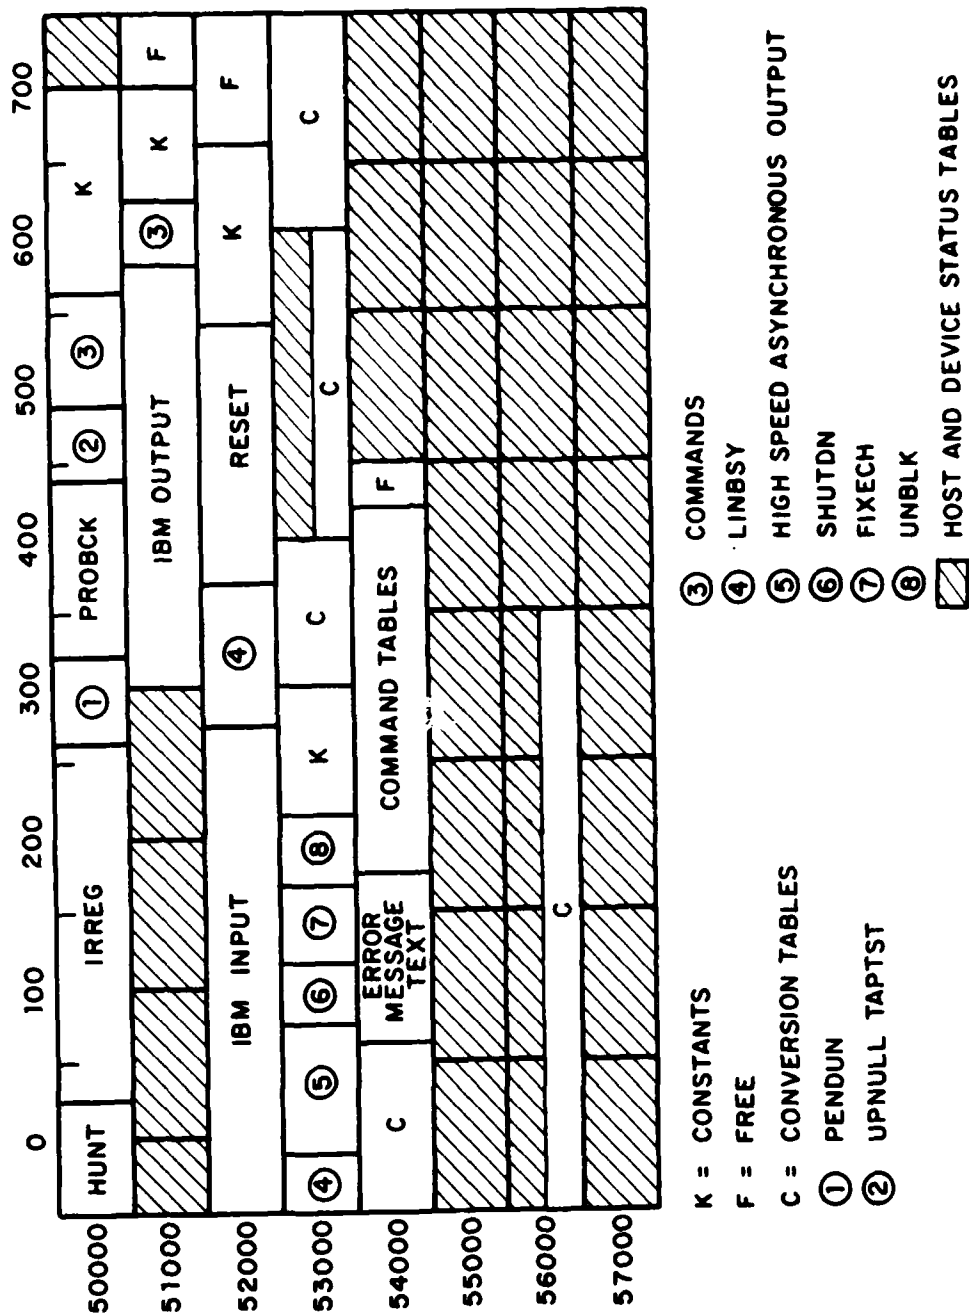 0 100 200 300 400 500 600 700
50000 HUNT IRREG ① PROBCK ② ③ K
51000 IBM OUTPUT ③ K F
52000 IBM INPUT ④ RESET K F
53000 ④ ⑤ ⑥ ⑦ ⑧ K C C C
54000 C ERROR MESSAGE TEXT COMMAND TABLES F
55000
56000 C
57000
K = CONSTANTS
F = FREE
C = CONVERSION TABLES
① PENDUN
② UPNULL TAPTST
③ COMMANDS
④ LINBSY
⑤ HIGH SPEED ASYNCHRONOUS OUTPUT
⑥ SHUTDN
⑦ FIXECH
⑧ UNBLK
HOST AND DEVICE STATUS TABLES